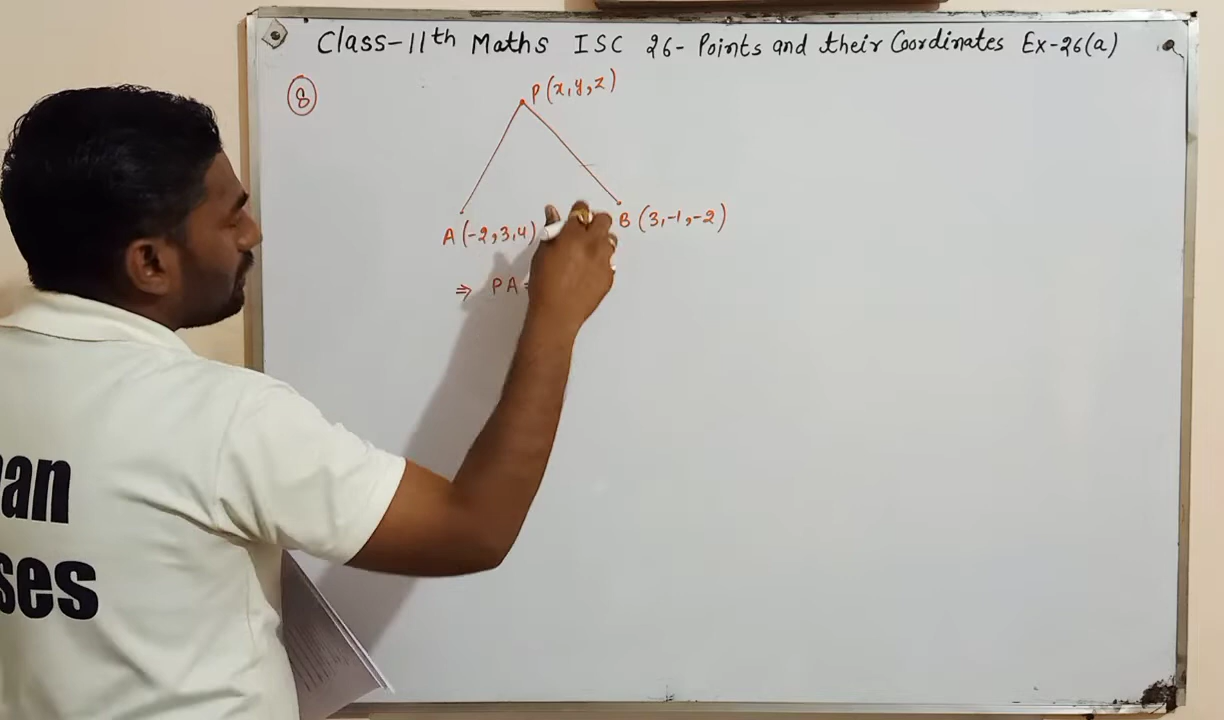 Class-11th Maths ISC 26- Points and their Coordinates Ex-26(a)
8
P(x,y,z)
A(-2,3,4) B(3,-1,-2)
⇒ PA=
an
ses